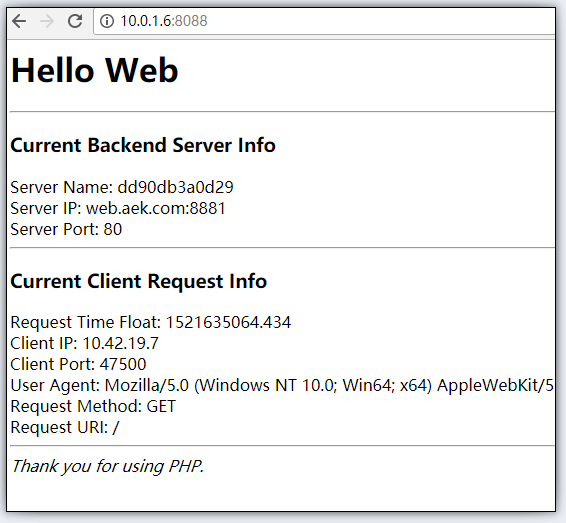 10.0.1.6:8088
Hello Web
Current Backend Server Info
Server Name: dd90db3a0d29
Server IP: web.aek.com:8881
Server Port: 80
Current Client Request Info
Request Time Float: 1521635064.434
Client IP: 10.42.19.7
Client Port: 47500
User Agent: Mozilla/5.0 (Windows NT 10.0; Win64; x64) AppleWebKit/5
Request Method: GET
Request URI: /
Thank you for using PHP.